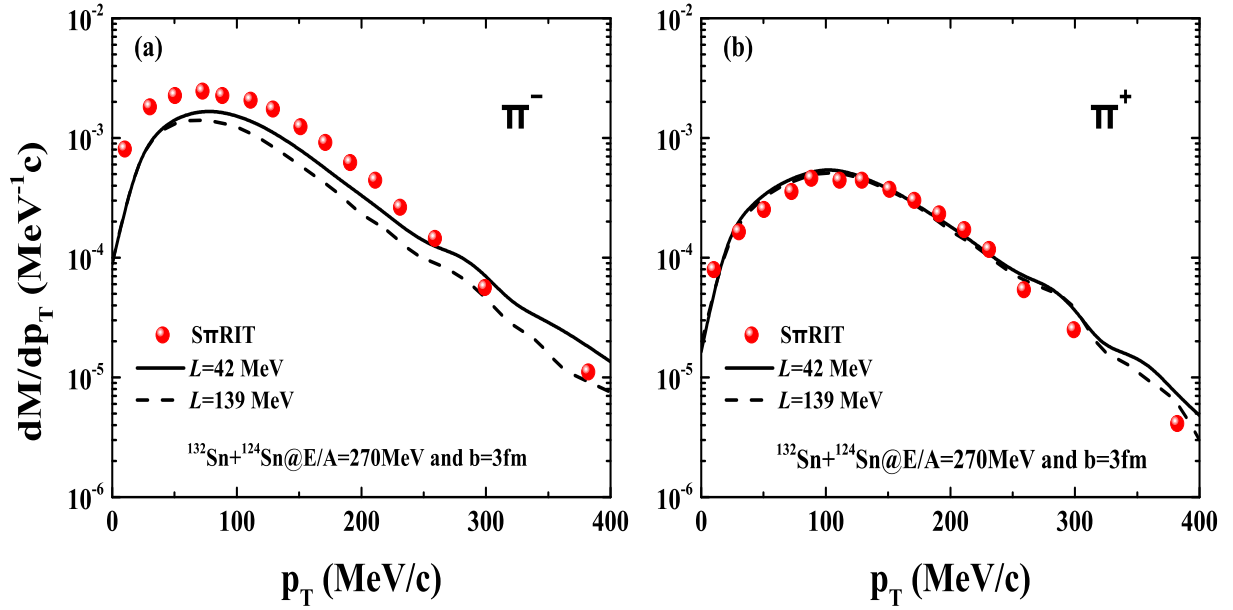 dM/dp_T (MeV⁻¹c)
10⁻²
10⁻³
10⁻⁴
10⁻⁵
10⁻⁶
(a)
π⁻
SπRIT
L=42 MeV
L=139 MeV
¹³²Sn+¹²⁴Sn@E/A=270MeV and b=3fm
0 100 200 300 400
p_T (MeV/c)
10⁻²
10⁻³
10⁻⁴
10⁻⁵
10⁻⁶
(b)
π⁺
SπRIT
L=42 MeV
L=139 MeV
¹³²Sn+¹²⁴Sn@E/A=270MeV and b=3fm
0 100 200 300 400
p_T (MeV/c)